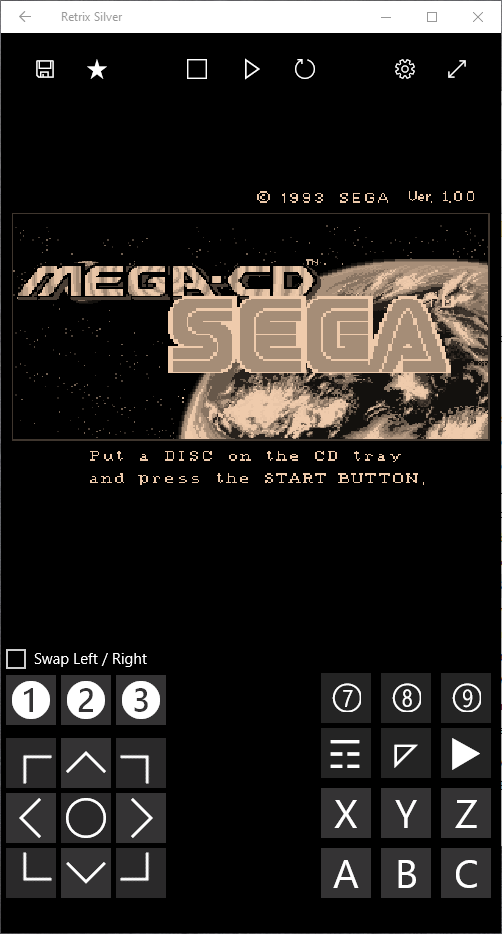 Retrix Silver
© 1993 SEGA Ver. 1.00
MEGA-CD™
SEGA
Put a DISC on the CD tray
and press the START BUTTON.
Swap Left / Right
1 2 3
7 8 9
X Y Z
A B C